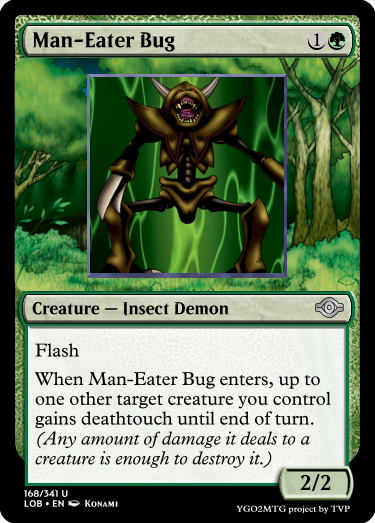 Man-Eater Bug 1
Creature — Insect Demon
Flash
When Man-Eater Bug enters, up to
one other target creature you control
gains deathtouch until end of turn.
(Any amount of damage it deals to a
creature is enough to destroy it.)
2/2
168/341 U
LOB • EN Konami
YGO2MTG project by TVP